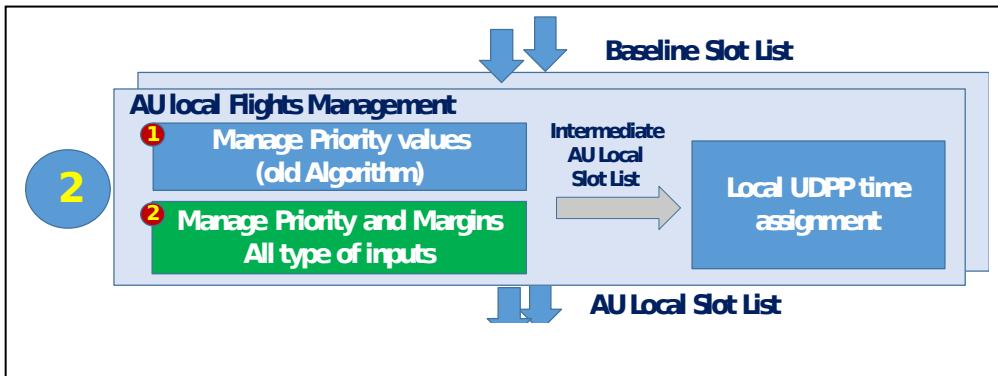 Baseline Slot List
AU local Flights Management
1
Manage Priority values
(old Algorithm)
Intermediate
AU Local
Slot List
2
2
Manage Priority and Margins
All type of inputs
Local UDPP time
assignment
AU Local Slot List